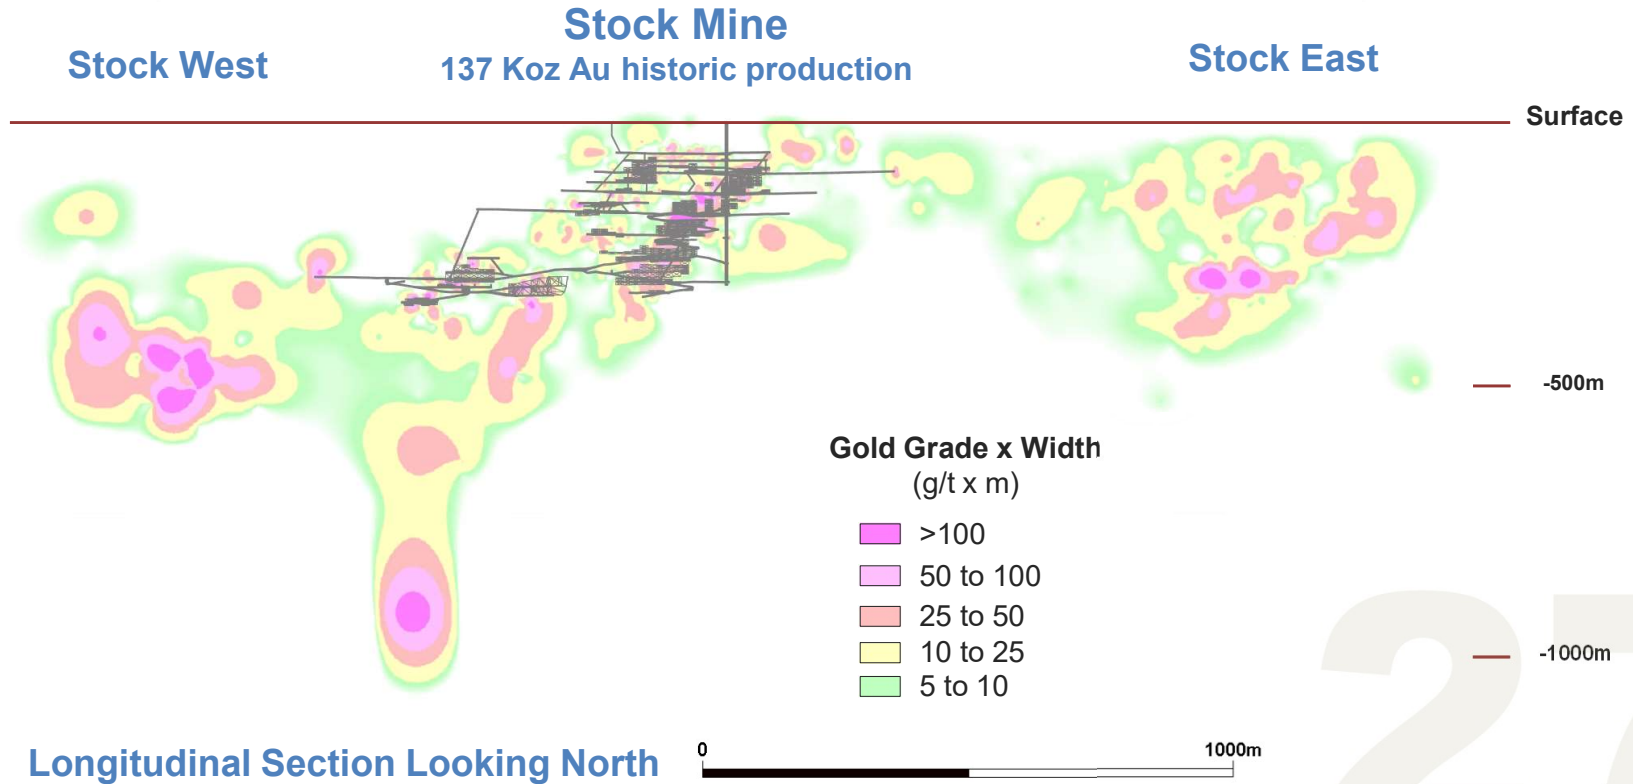 Stock West
Stock Mine
137 Koz Au historic production
Stock East
Surface
-500m
Gold Grade x Width
(g/t x m)
>100
50 to 100
25 to 50
10 to 25
5 to 10
-1000m
27
Longitudinal Section Looking North
0
1000m